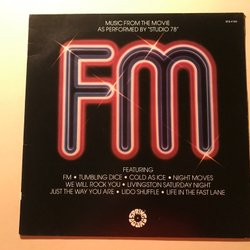 MUSIC FROM THE MOVIE
AS PERFORMED BY "STUDIO 78"
FM
FEATURING
FM • TUMBLING DICE • COLD AS ICE • NIGHT MOVES
WE WILL ROCK YOU • LIVINGSTON SATURDAY NIGHT
JUST THE WAY YOU ARE • LIDO SHUFFLE • LIFE IN THE FAST LANE